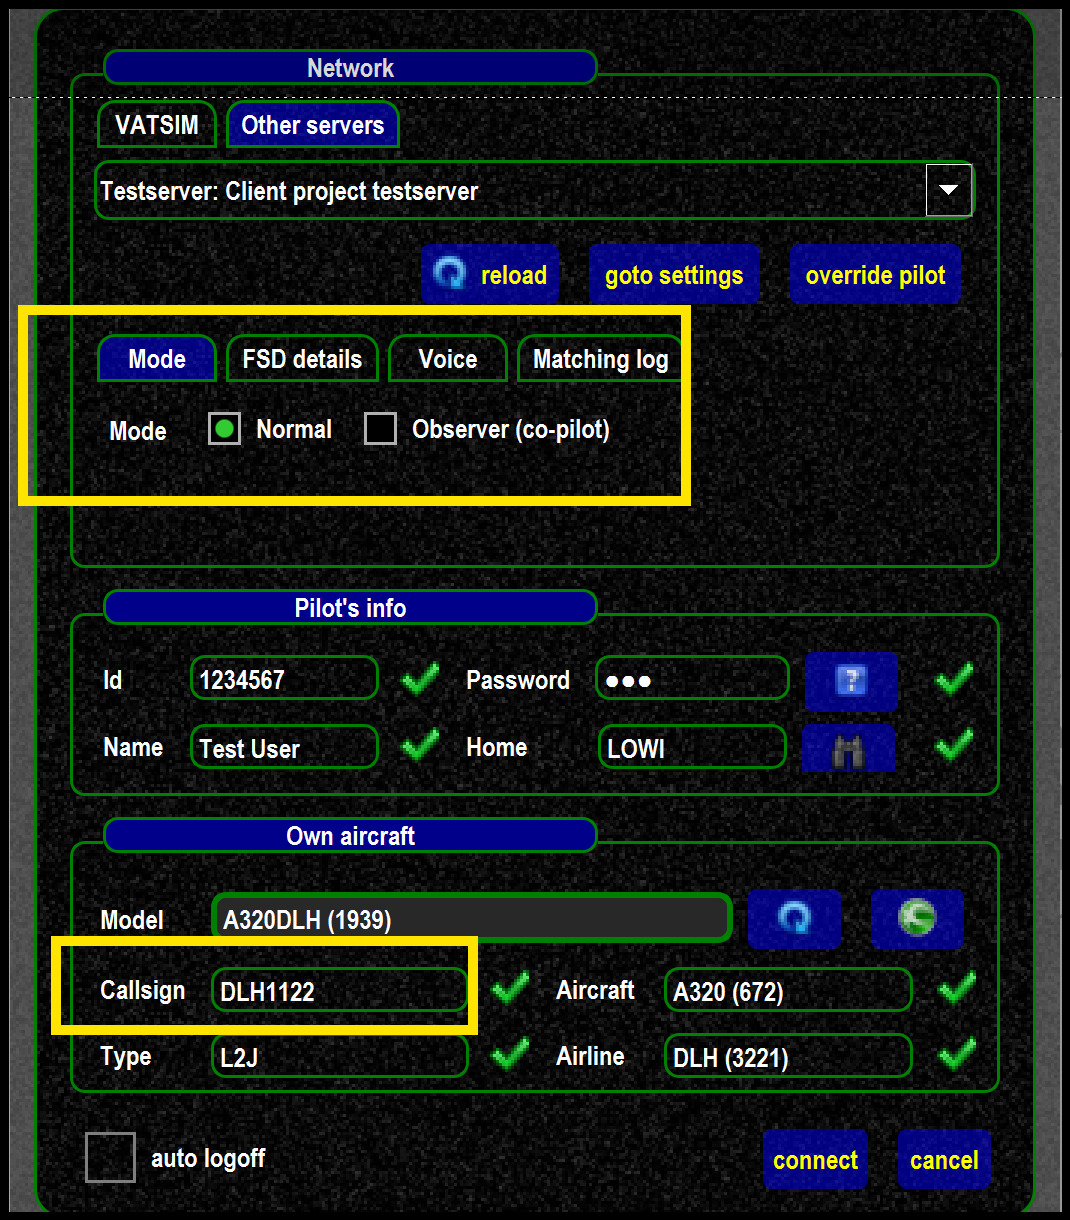 Network
VATSIM Other servers
Testserver: Client project testserver
reload goto settings override pilot
Mode FSD details Voice Matching log
Mode Normal Observer (co-pilot)
Pilot's info
Id 1234567 Password ●●● ?
Name Test User Home LOWI
Own aircraft
Model A320DLH (1939)
Callsign DLH1122 Aircraft A320 (672)
Type L2J Airline DLH (3221)
auto logoff connect cancel